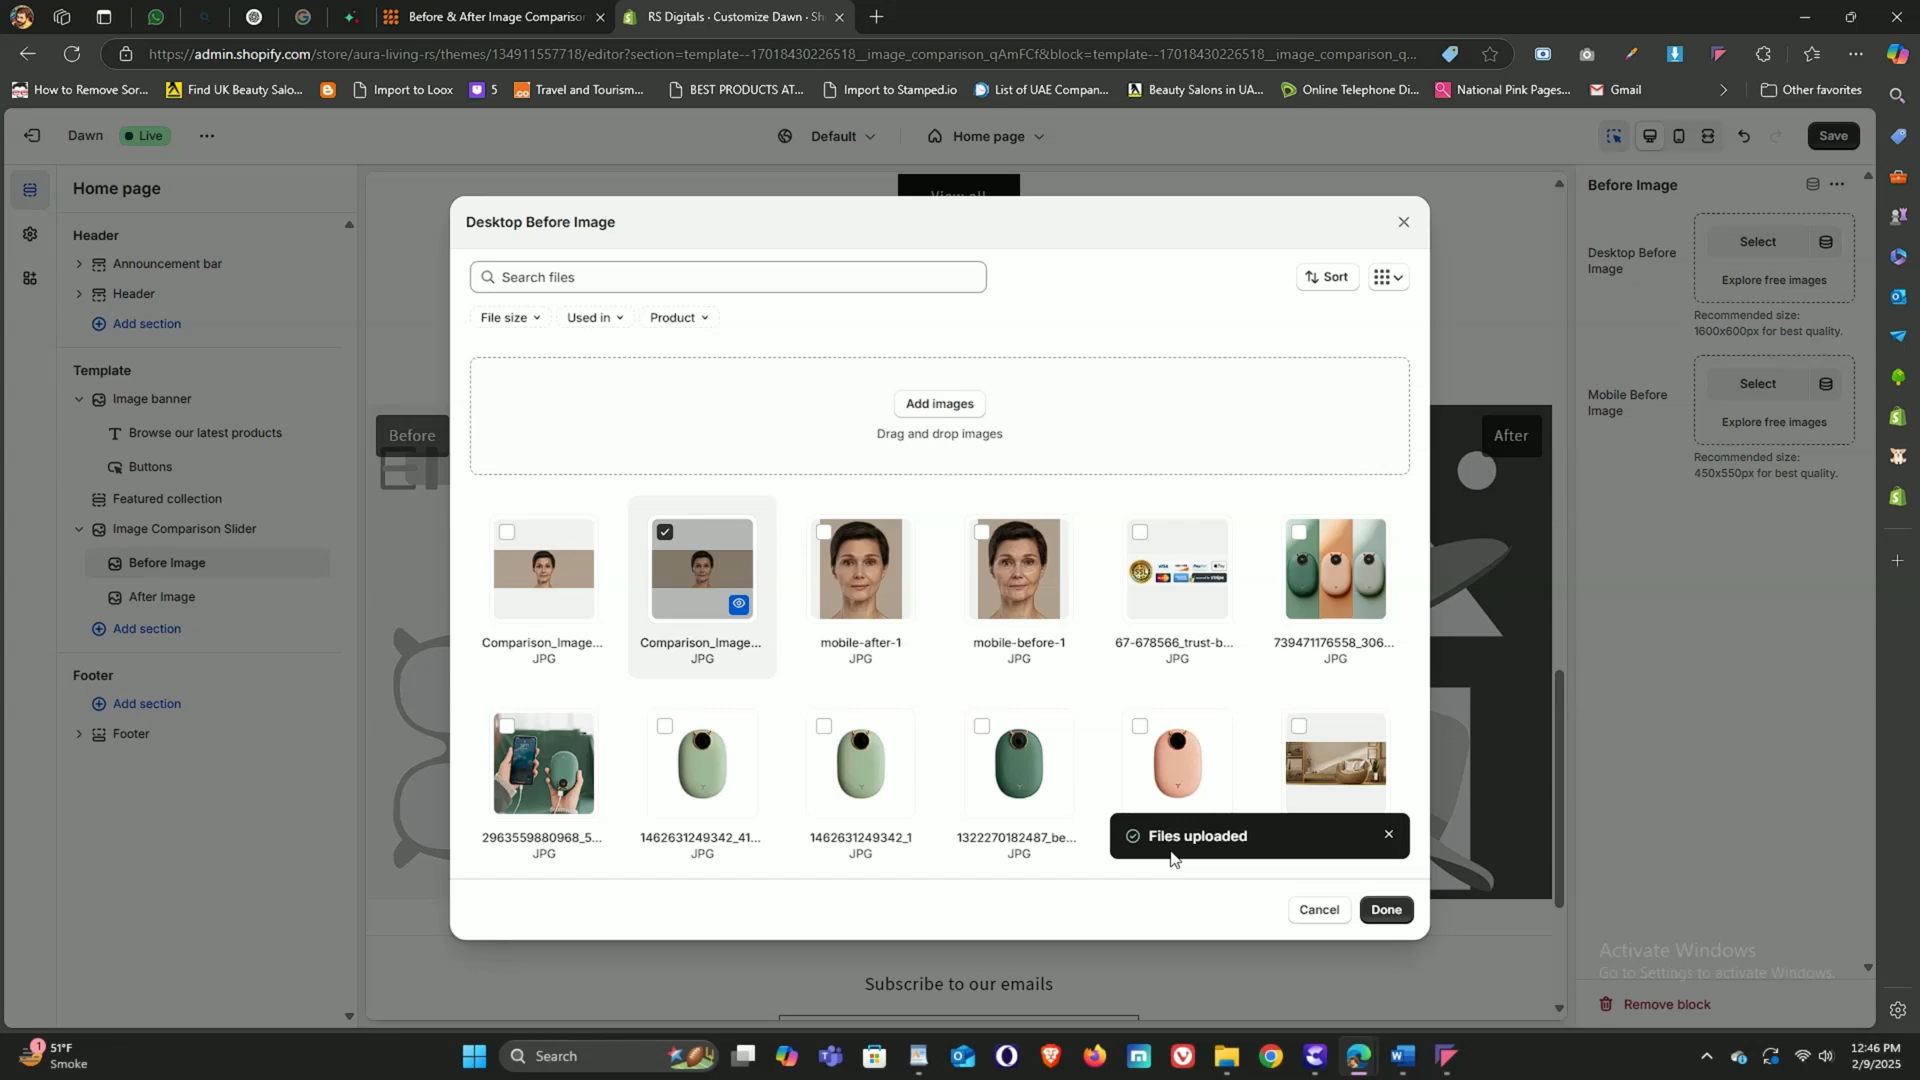 Before & After Image Comparison
RS Digitals · Customize Dawn · Sh
https://admin.shopify.com/store/aura-living-rs/themes/134911557718/editor?section=template--17018430226518__image_comparison_qAmFCf&block=template--17018430226518__image_comparison_q...
How to Remove Sor...
Find UK Beauty Salo...
Import to Loox
5
Travel and Tourism...
BEST PRODUCTS AT...
Import to Stamped.io
List of UAE Compan...
Beauty Salons in UA...
Online Telephone Di...
National Pink Pages...
Gmail
Other favorites
Dawn
Live
Default
Home page
Save
Home page
Header
Announcement bar
Header
Add section
Template
Image banner
Browse our latest products
Buttons
Featured collection
Image Comparison Slider
Before Image
After Image
Add section
Footer
Add section
Footer
View all
Before
After
Desktop Before Image
Search files
Sort
File size
Used in
Product
Add images
Drag and drop images
Comparison_Image...
JPG
Comparison_Image...
JPG
mobile-after-1
JPG
mobile-before-1
JPG
67-678566_trust-b...
JPG
739471176558_306...
JPG
2963559880968_5...
JPG
1462631249342_41...
JPG
1462631249342_1
JPG
1322270182487_be...
JPG
Files uploaded
Cancel
Done
Subscribe to our emails
Before Image
Desktop Before
Image
Select
Explore free images
Recommended size:
1600x600px for best quality.
Mobile Before
Image
Select
Explore free images
Recommended size:
450x550px for best quality.
Activate Windows
Go to Settings to activate Windows.
Remove block
1
51°F
Smoke
Search
12:46 PM
2/9/2025